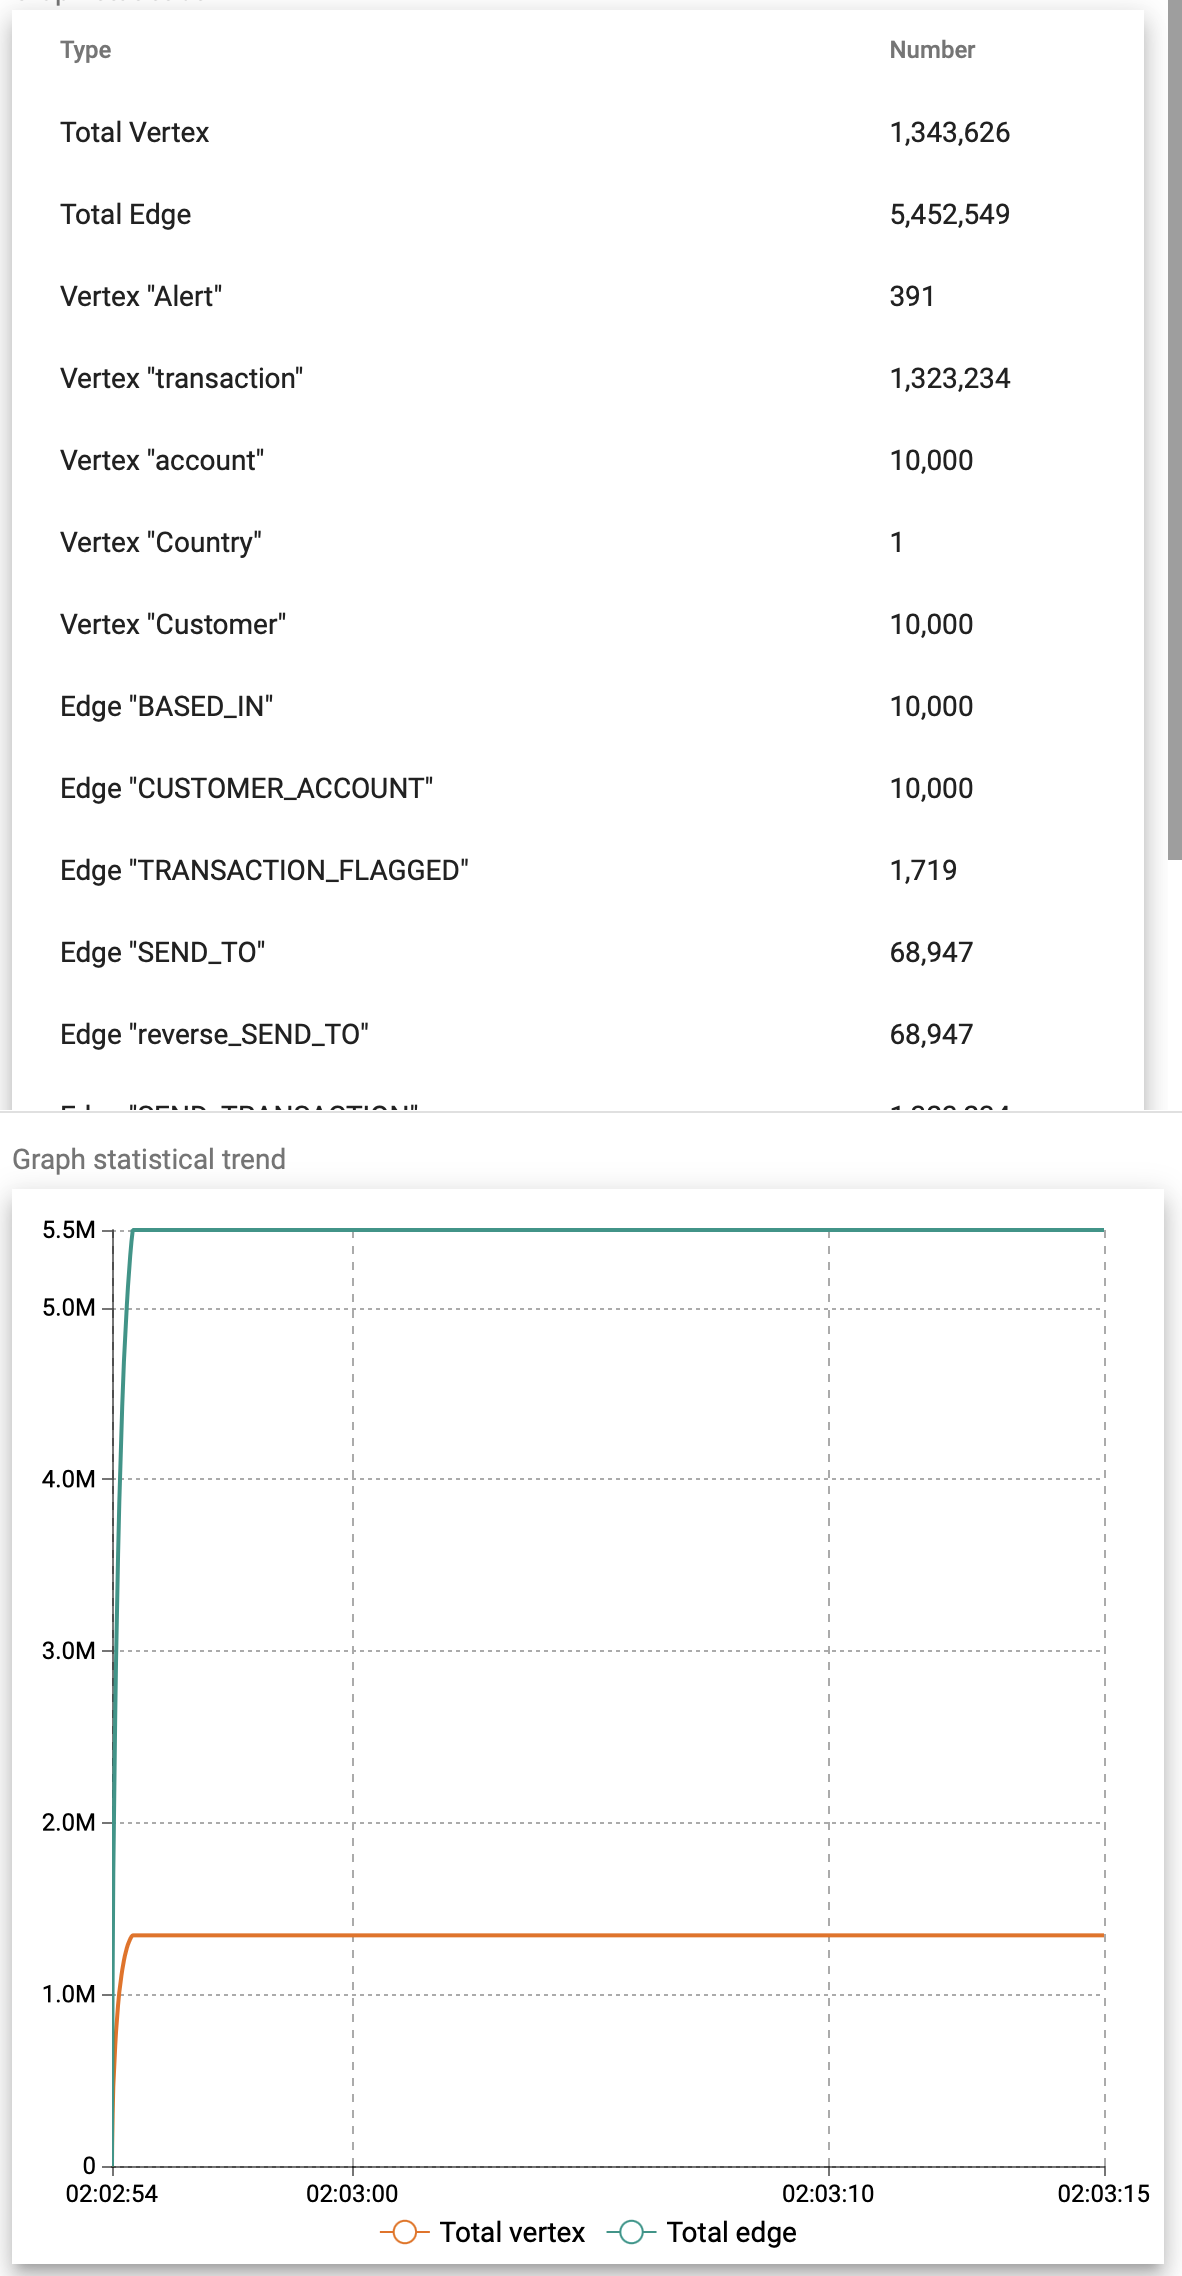 Type Number
Total Vertex 1,343,626
Total Edge 5,452,549
Vertex "Alert" 391
Vertex "transaction" 1,323,234
Vertex "account" 10,000
Vertex "Country" 1
Vertex "Customer" 10,000
Edge "BASED_IN" 10,000
Edge "CUSTOMER_ACCOUNT" 10,000
Edge "TRANSACTION_FLAGGED" 1,719
Edge "SEND_TO" 68,947
Edge "reverse_SEND_TO" 68,947
Edge "SEND_TRANSACTION"
Graph statistical trend
5.5M
5.0M
4.0M
3.0M
2.0M
1.0M
0
02:02:54 02:03:00 02:03:10 02:03:15
Total vertex Total edge